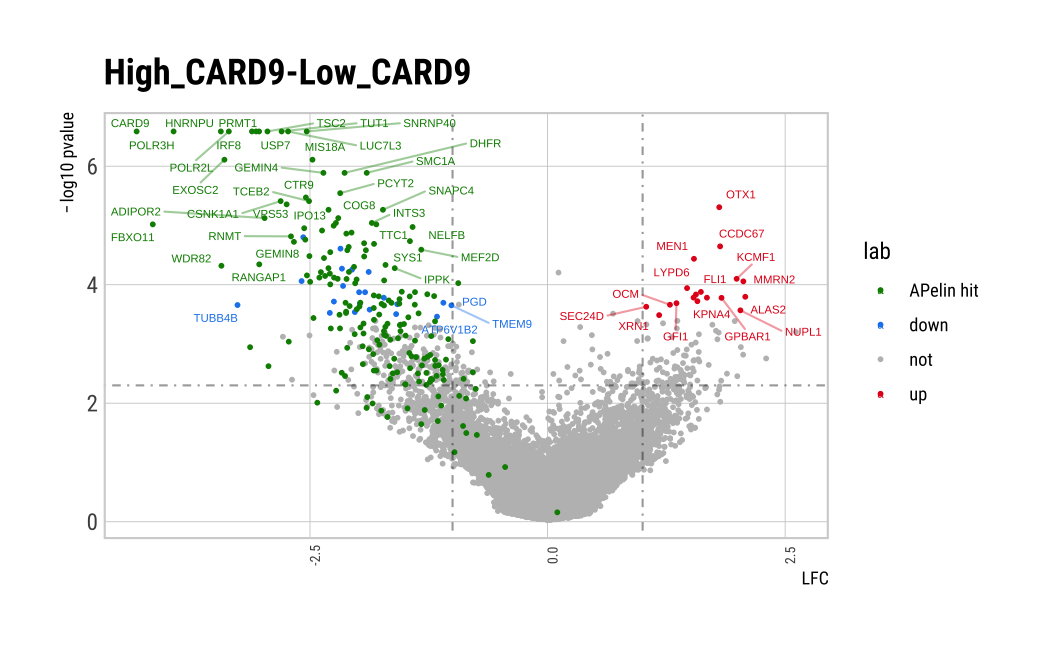 High_CARD9-Low_CARD9
− log10 pvalue
CARD9 HNRNPU PRMT1 TSC2 TUT1 SNRNP40
POLR3H IRF8 USP7 MIS18A LUC7L3 DHFR
POLR2L GEMIN4 SMC1A
EXOSC2 TCEB2 CTR9 PCYT2 SNAPC4
OTX1
ADIPOR2 CSNK1A1 VPS53 IPO13 COG8 INTS3
FBXO11 RNMT TTC1 NELFB CCDC67
WDR82 GEMIN8 SYS1 MEF2D MEN1 KCMF1
RANGAP1 IPPK LYPD6 FLI1 MMRN2
TUBB4B PGD OCM
ATP6V1B2 TMEM9 SEC24D XRN1 KPNA4 ALAS2
GFI1 GPBAR1 NUPL1
6
4
2
0
-2.5
0.0
2.5
LFC
lab
APelin hit
down
not
up